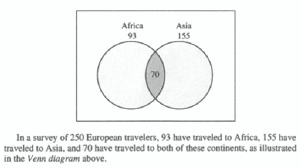 Africa Asia
93 155
70
In a survey of 250 European travelers, 93 have traveled to Africa, 155 have
traveled to Asia, and 70 have traveled to both of these continents, as illustrated
in the Venn diagram above.